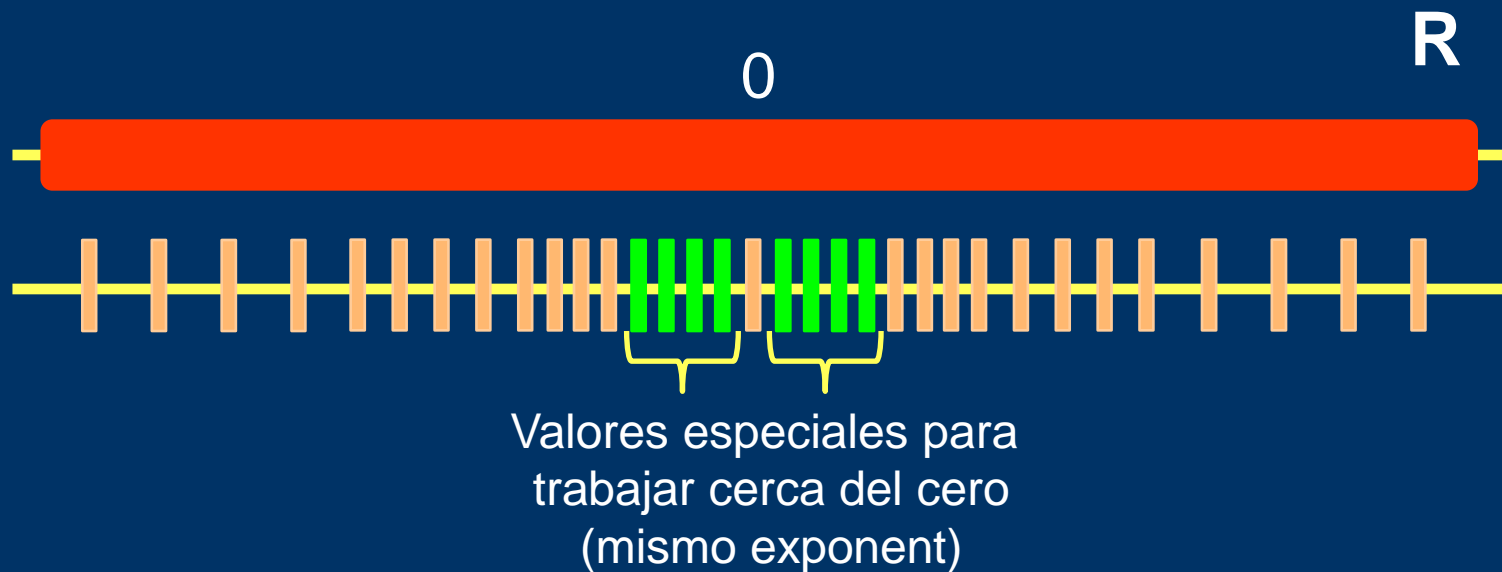 R
0
Valores especiales para
trabajar cerca del cero
(mismo exponent)